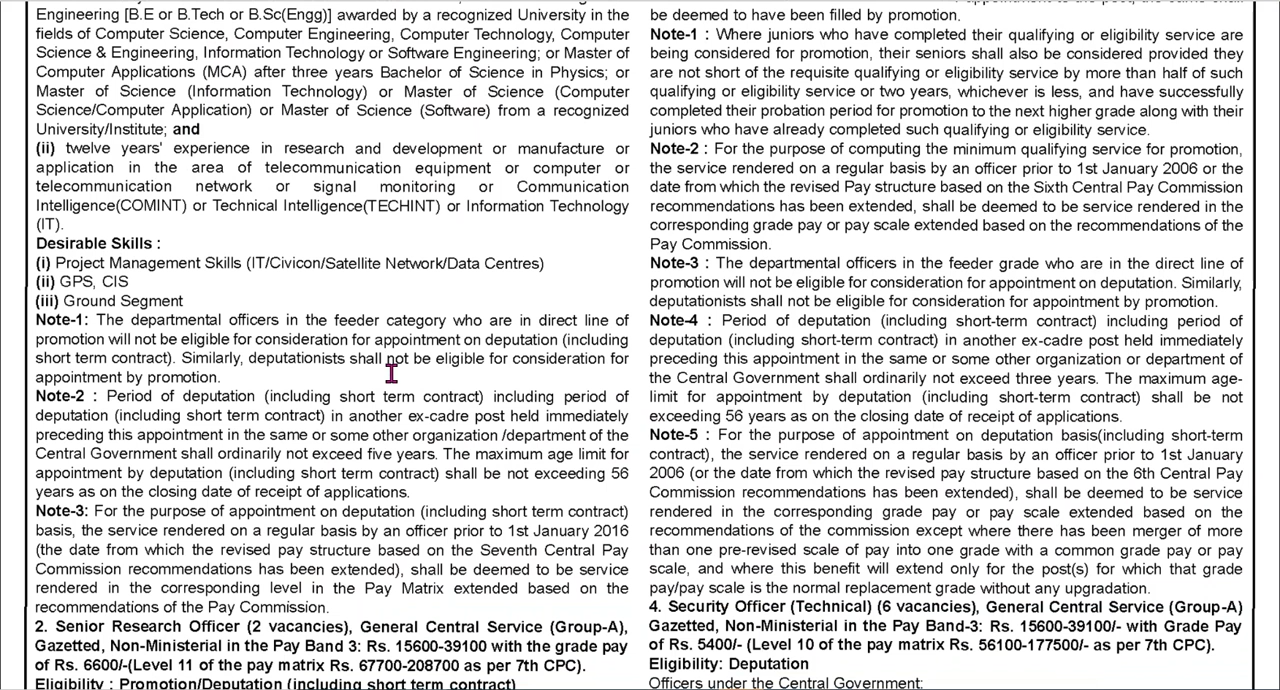 Engineering [B.E or B.Tech or B.Sc(Engg)] awarded by a recognized University in the
fields of Computer Science, Computer Engineering, Computer Technology, Computer
Science & Engineering, Information Technology or Software Engineering; or Master of
Computer Applications (MCA) after three years Bachelor of Science in Physics; or
Master of Science (Information Technology) or Master of Science (Computer
Science/Computer Application) or Master of Science (Software) from a recognized
University/Institute; and
(ii) twelve years' experience in research and development or manufacture or
application in the area of telecommunication equipment or computer or
telecommunication network or signal monitoring or Communication
Intelligence(COMINT) or Technical Intelligence(TECHINT) or Information Technology
(IT).
Desirable Skills :
(i) Project Management Skills (IT/Civicon/Satellite Network/Data Centres)
(ii) GPS, CIS
(iii) Ground Segment
Note-1: The departmental officers in the feeder category who are in direct line of
promotion will not be eligible for consideration for appointment on deputation (including
short term contract). Similarly, deputationists shall not be eligible for consideration for
appointment by promotion.
Note-2 : Period of deputation (including short term contract) including period of
deputation (including short term contract) in another ex-cadre post held immediately
preceding this appointment in the same or some other organization /department of the
Central Government shall ordinarily not exceed five years. The maximum age limit for
appointment by deputation (including short term contract) shall be not exceeding 56
years as on the closing date of receipt of applications.
Note-3: For the purpose of appointment on deputation (including short term contract)
basis, the service rendered on a regular basis by an officer prior to 1st January 2016
(the date from which the revised pay structure based on the Seventh Central Pay
Commission recommendations has been extended), shall be deemed to be service
rendered in the corresponding level in the Pay Matrix extended based on the
recommendations of the Pay Commission.
2. Senior Research Officer (2 vacancies), General Central Service (Group-A),
Gazetted, Non-Ministerial in the Pay Band 3: Rs. 15600-39100 with the grade pay
of Rs. 6600/-(Level 11 of the pay matrix Rs. 67700-208700 as per 7th CPC).
Eligibility : Promotion/Deputation (including short term contract)
be deemed to have been filled by promotion.
Note-1 : Where juniors who have completed their qualifying or eligibility service are
being considered for promotion, their seniors shall also be considered provided they
are not short of the requisite qualifying or eligibility service by more than half of such
qualifying or eligibility service or two years, whichever is less, and have successfully
completed their probation period for promotion to the next higher grade along with their
juniors who have already completed such qualifying or eligibility service.
Note-2 : For the purpose of computing the minimum qualifying service for promotion,
the service rendered on a regular basis by an officer prior to 1st January 2006 or the
date from which the revised Pay structure based on the Sixth Central Pay Commission
recommendations has been extended, shall be deemed to be service rendered in the
corresponding grade pay or pay scale extended based on the recommendations of the
Pay Commission.
Note-3 : The departmental officers in the feeder grade who are in the direct line of
promotion will not be eligible for consideration for appointment on deputation. Similarly,
deputationists shall not be eligible for consideration for appointment by promotion.
Note-4 : Period of deputation (including short-term contract) including period of
deputation (including short-term contract) in another ex-cadre post held immediately
preceding this appointment in the same or some other organization or department of
the Central Government shall ordinarily not exceed three years. The maximum age-
limit for appointment by deputation (including short-term contract) shall be not
exceeding 56 years as on the closing date of receipt of applications.
Note-5 : For the purpose of appointment on deputation basis(including short-term
contract), the service rendered on a regular basis by an officer prior to 1st January
2006 (or the date from which the revised pay structure based on the 6th Central Pay
Commission recommendations has been extended), shall be deemed to be service
rendered in the corresponding grade pay or pay scale extended based on the
recommendations of the commission except where there has been merger of more
than one pre-revised scale of pay into one grade with a common grade pay or pay
scale, and where this benefit will extend only for the post(s) for which that grade
pay/pay scale is the normal replacement grade without any upgradation.
4. Security Officer (Technical) (6 vacancies), General Central Service (Group-A)
Gazetted, Non-Ministerial in the Pay Band-3: Rs. 15600-39100/- with Grade Pay
of Rs. 5400/- (Level 10 of the pay matrix Rs. 56100-177500/- as per 7th CPC).
Eligibility: Deputation
Officers under the Central Government: